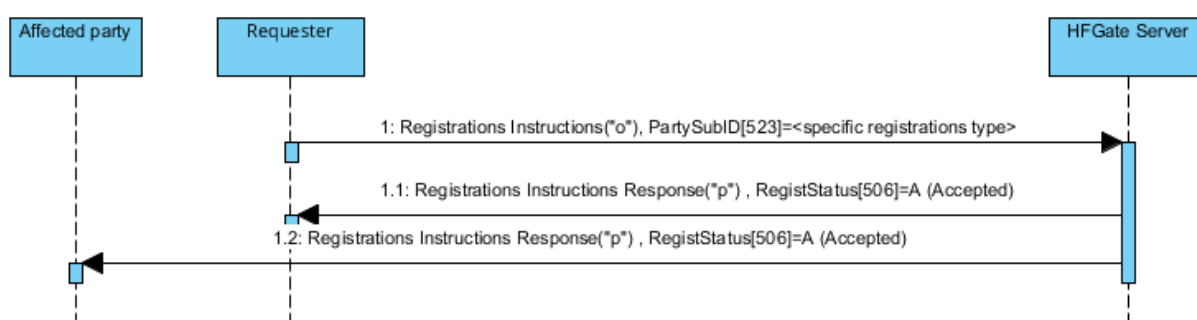 Affected party
Requester
HFGate Server
1: Registrations Instructions("o"), PartySubID[523]=<specific registrations type>
1.1: Registrations Instructions Response("p") , RegistStatus[506]=A (Accepted)
1.2: Registrations Instructions Response("p") , RegistStatus[506]=A (Accepted)